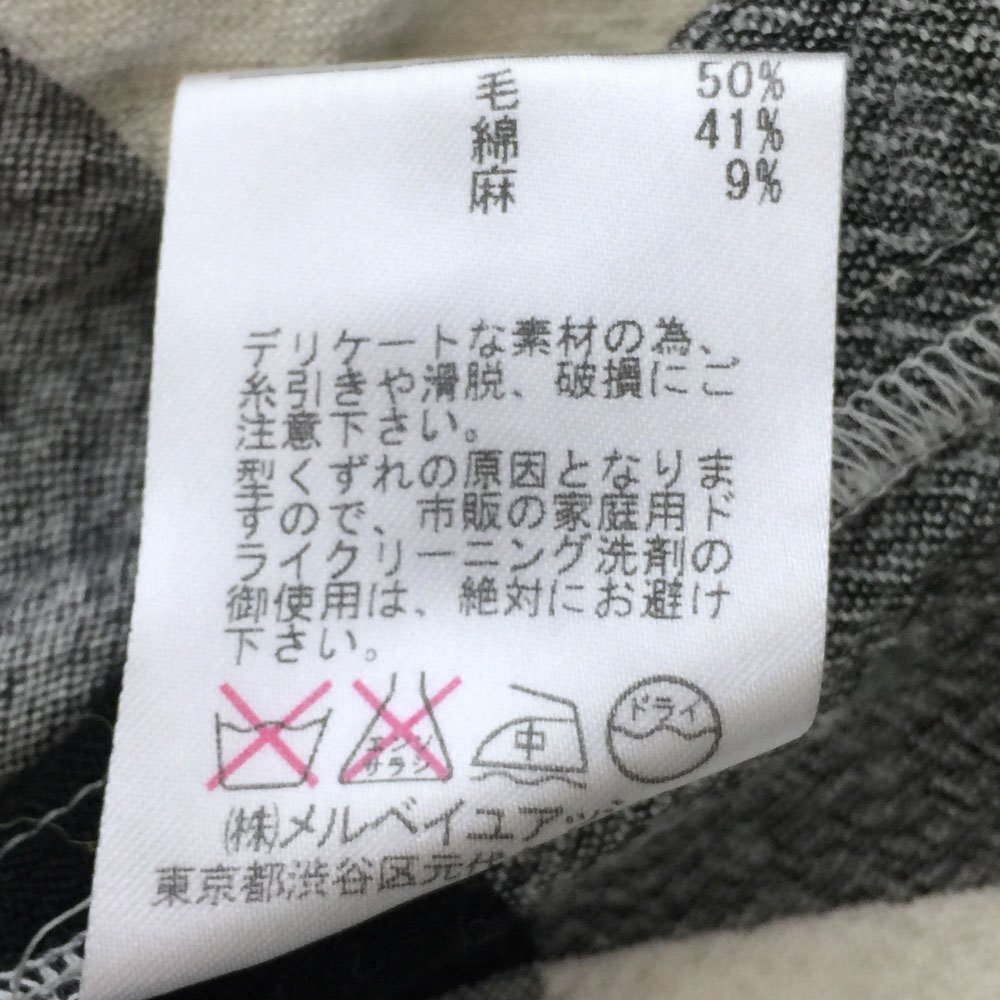 毛 50%
綿 41%
麻 9%
デリケートな素材の為、
糸引きや滑脱、破損にご
注意下さい。
型くずれの原因となりま
すので、市販の家庭用ド
ライクリーニング洗剤の
御使用は、絶対にお避け
下さい。
エンソ
サラシ
中
ドライ
㈱メルベイユアッ
東京都渋谷区元代